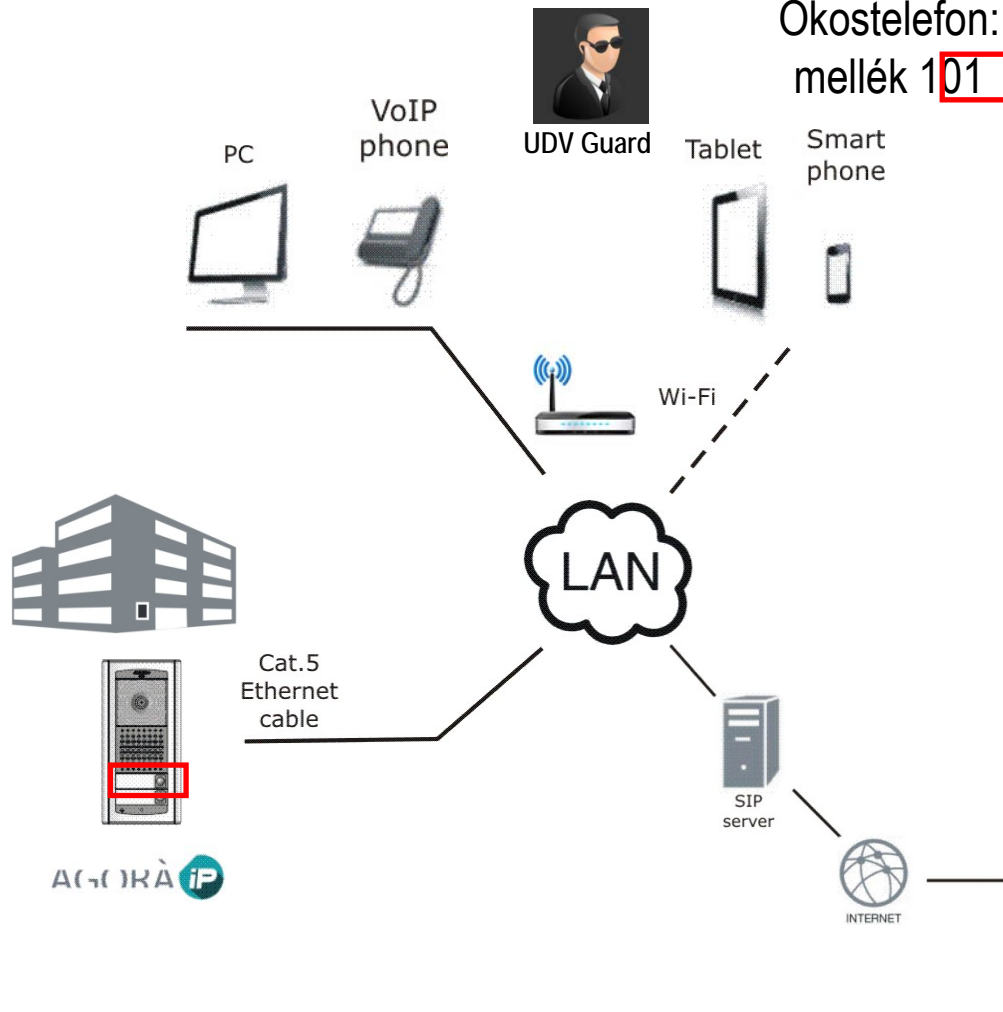 Okostelefon:
mellék 101
VoIP
phone
PC
UDV Guard
Tablet
Smart
phone
Wi-Fi
LAN
Cat.5
Ethernet
cable
SIP
server
AGORÀ iP
INTERNET